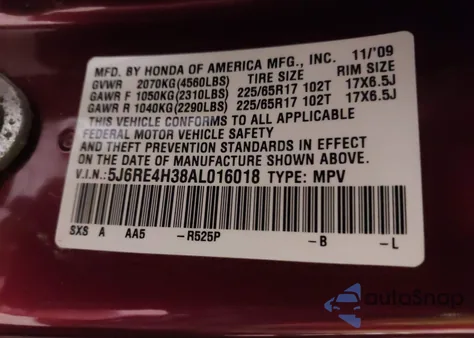 MFD. BY HONDA OF AMERICA MFG., INC. 11/'09
GVWR 2070KG(4560LBS) TIRE SIZE RIM SIZE
GAWR F 1050KG(2310LBS) 225/65R17 102T 17X6.5J
GAWR R 1040KG(2290LBS) 225/65R17 102T 17X6.5J
THIS VEHICLE CONFORMS TO ALL APPLICABLE
FEDERAL MOTOR VEHICLE SAFETY
AND THEFT PREVENTION STANDARDS IN EFFECT ON
THE DATE OF MANUFACTURE SHOWN ABOVE.
V.I.N.: 5J6RE4H38AL016018 TYPE: MPV
SXS A AA5 -R525P -B -L
autoSnap